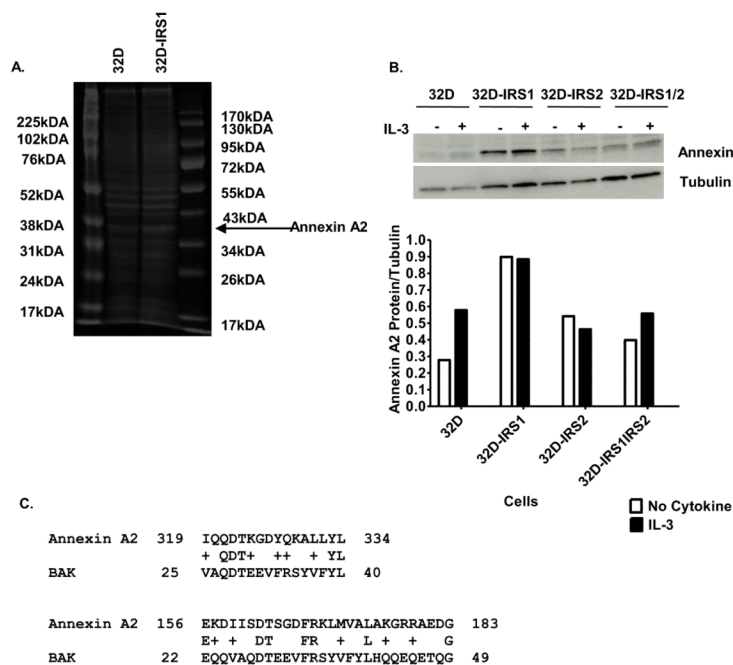 A.
32D
32D-IRS1
225kDA
102kDA
76kDA
52kDA
38kDA
31kDA
24kDA
17kDA
170kDA
130kDA
95kDA
72kDA
55kDA
43kDA
34kDA
26kDA
17kDA
Annexin A2
B.
32D 32D-IRS1 32D-IRS2 32D-IRS1/2
IL-3 - + - + - + - +
Annexin
Tubulin
Annexin A2 Protein/Tubulin
1.0
0.9
0.8
0.7
0.6
0.5
0.4
0.3
0.2
0.1
0.0
32D
32D-IRS1
32D-IRS2
32D-IRS1IRS2
Cells
No Cytokine
IL-3
C.
Annexin A2 319 IQQDTKGDYQKALLYL 334
+ QDT+ ++ + YL
BAK 25 VAQDTEEVFRSYVFYL 40
Annexin A2 156 EKDIISDTSGDFRKLMVALAKGRRAEDG 183
E+ + DT FR + L + + G
BAK 22 EQQVAQDTEEVFRSYVFYLHQQEQETQG 49